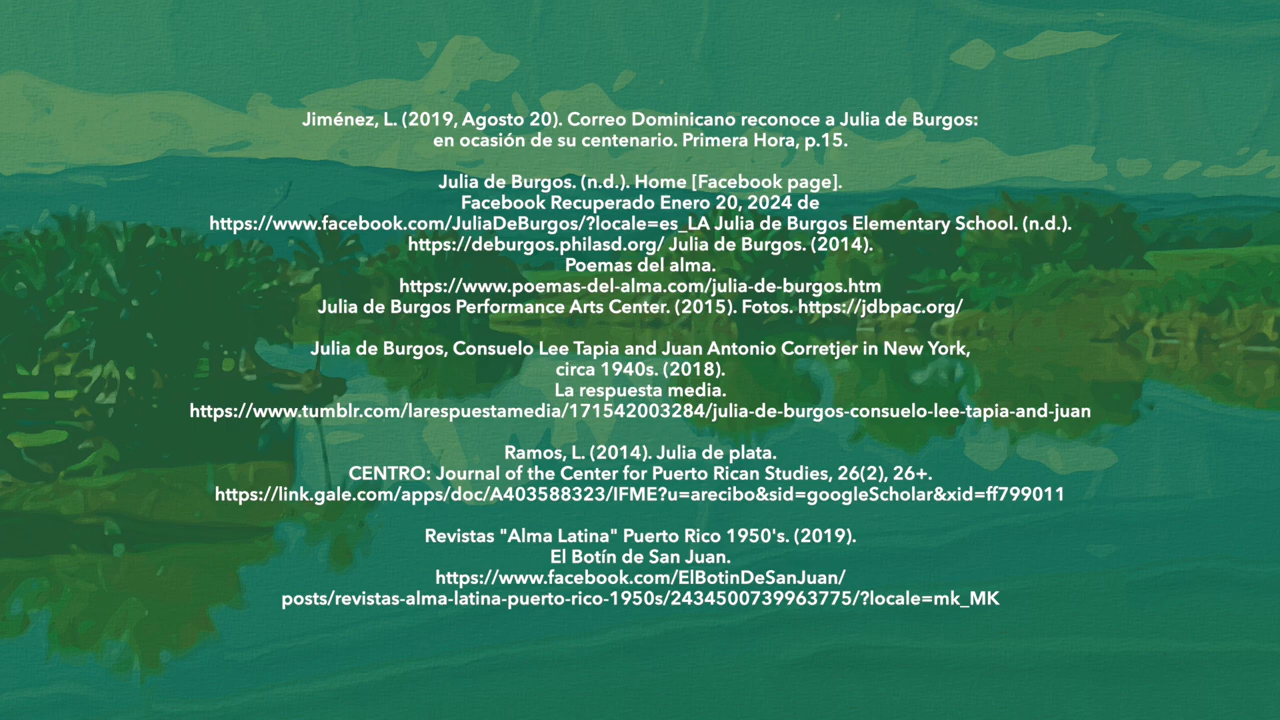 Jiménez, L. (2019, Agosto 20). Correo Dominicano reconoce a Julia de Burgos:
en ocasión de su centenario. Primera Hora, p.15.
Julia de Burgos. (n.d.). Home [Facebook page].
Facebook Recuperado Enero 20, 2024 de
https://www.facebook.com/JuliaDeBurgos/?locale=es_LA Julia de Burgos Elementary School. (n.d.).
https://deburgos.philasd.org/ Julia de Burgos. (2014).
Poemas del alma.
https://www.poemas-del-alma.com/julia-de-burgos.htm
Julia de Burgos Performance Arts Center. (2015). Fotos. https://jdbpac.org/
Julia de Burgos, Consuelo Lee Tapia and Juan Antonio Corretjer in New York,
circa 1940s. (2018).
La respuesta media.
https://www.tumblr.com/larespuestamedia/171542003284/julia-de-burgos-consuelo-lee-tapia-and-juan
Ramos, L. (2014). Julia de plata.
CENTRO: Journal of the Center for Puerto Rican Studies, 26(2), 26+.
https://link.gale.com/apps/doc/A403588323/IFME?u=arecibo&sid=googleScholar&xid=ff799011
Revistas "Alma Latina" Puerto Rico 1950's. (2019).
El Botín de San Juan.
https://www.facebook.com/ElBotinDeSanJuan/
posts/revistas-alma-latina-puerto-rico-1950s/2434500739963775/?locale=mk_MK